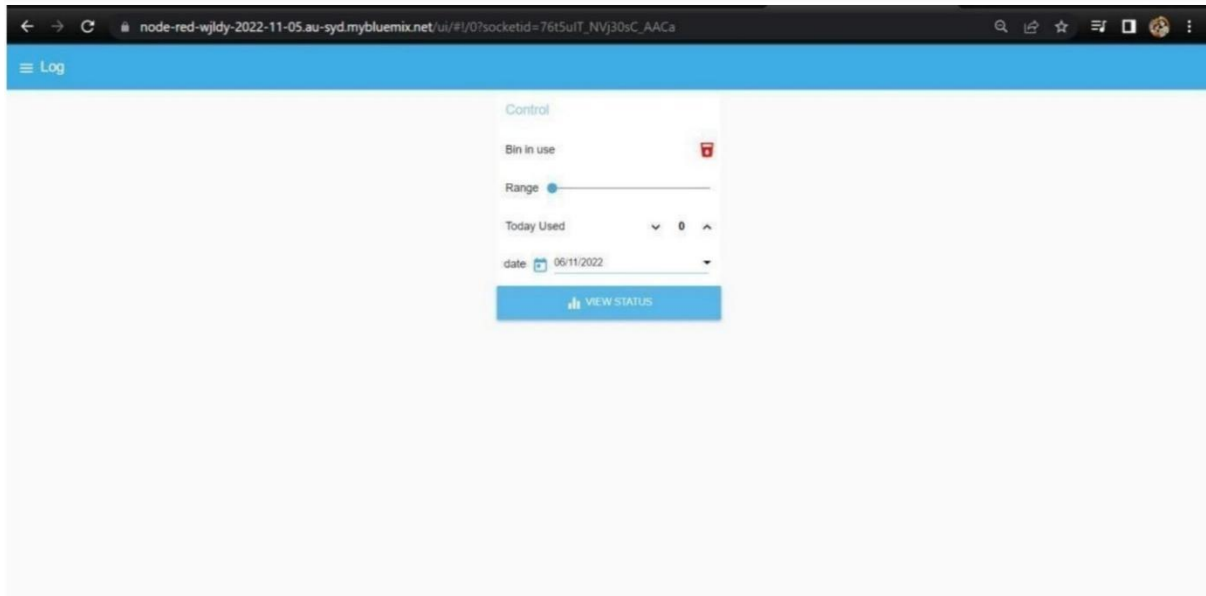 node-red-wjldy-2022-11-05.au-syd.mybluemix.net/ui/#!/0?socketid=76t5uIT_NVj30sC_AACa
Log
Control
Bin in use
Range
Today Used 0
date 06/11/2022
VIEW STATUS